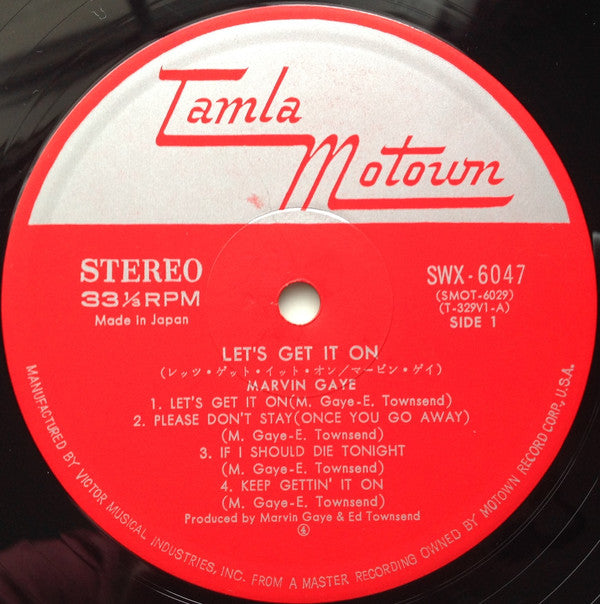 Tamla
Motown
STEREO
33⅓RPM
Made in Japan
SWX-6047
(SMOT-6029)
(T-329V1-A)
SIDE 1
LET'S GET IT ON
(レッツ・ゲット・イット・オン/マービン・ゲイ)
MARVIN GAYE
1. LET'S GET IT ON(M. Gaye-E. Townsend)
2. PLEASE DON'T STAY(ONCE YOU GO AWAY)
(M. Gaye-E. Townsend)
3. IF I SHOULD DIE TONIGHT
(M. Gaye-E. Townsend)
4. KEEP GETTIN' IT ON
(M. Gaye-E. Townsend)
Produced by Marvin Gaye & Ed Townsend
④
MANUFACTURED BY VICTOR MUSICAL INDUSTRIES, INC. FROM A MASTER RECORDING OWNED BY MOTOWN RECORD CORP., U.S.A.